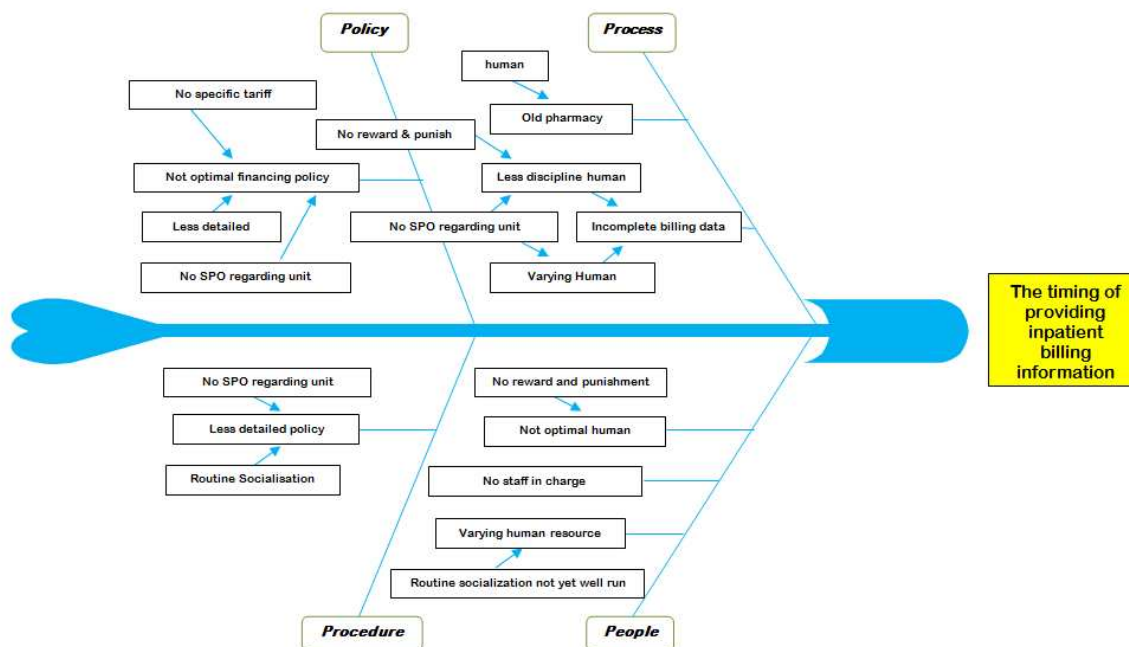 Policy
Process
human
No specific tariff
Old pharmacy
No reward & punish
Not optimal financing policy
Less discipline human
Less detailed
No SPO regarding unit
Incomplete billing data
No SPO regarding unit
Varying Human
The timing of
providing
inpatient
billing
information
No SPO regarding unit
No reward and punishment
Less detailed policy
Not optimal human
Routine Socialisation
No staff in charge
Varying human resource
Routine socialization not yet well run
Procedure
People